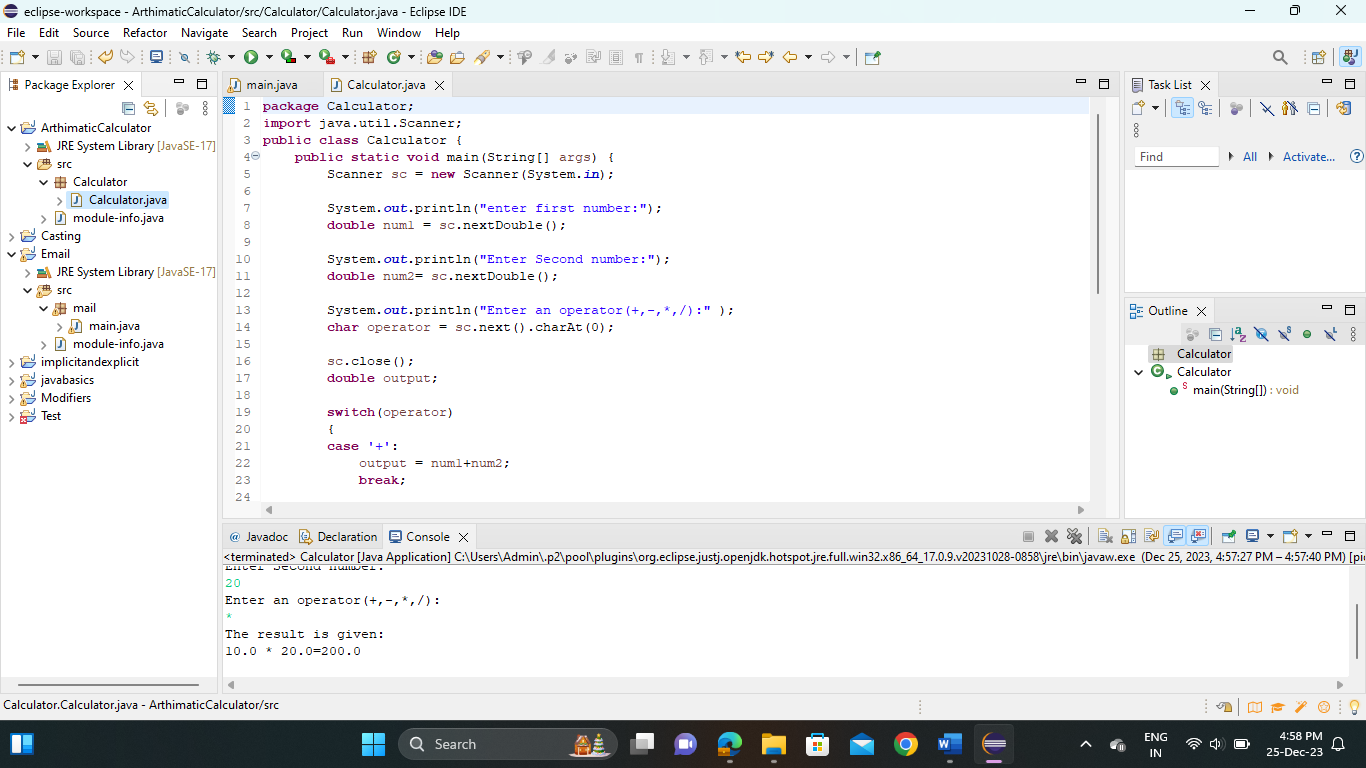 eclipse-workspace - ArthimaticCalculator/src/Calculator/Calculator.java - Eclipse IDE
File Edit Source Refactor Navigate Search Project Run Window Help
Package Explorer
ArthimaticCalculator
JRE System Library [JavaSE-17]
src
Calculator
Calculator.java
module-info.java
Casting
Email
JRE System Library [JavaSE-17]
src
mail
main.java
module-info.java
implicitandexplicit
javabasics
Modifiers
Test
main.java Calculator.java
1 package Calculator;
2 import java.util.Scanner;
3 public class Calculator {
4 public static void main(String[] args) {
5 Scanner sc = new Scanner(System.in);
6
7 System.out.println("enter first number:");
8 double num1 = sc.nextDouble();
9
10 System.out.println("Enter Second number:");
11 double num2= sc.nextDouble();
12
13 System.out.println("Enter an operator(+,-,*,/):" );
14 char operator = sc.next().charAt(0);
15
16 sc.close();
17 double output;
18
19 switch(operator)
20 {
21 case '+':
22 output = num1+num2;
23 break;
24
Task List
Find All Activate...
Outline
Calculator
Calculator
main(String[]) : void
@ Javadoc Declaration Console
<terminated> Calculator [Java Application] C:\Users\Admin\.p2\pool\plugins\org.eclipse.justj.openjdk.hotspot.jre.full.win32.x86_64_17.0.9.v20231028-0858\jre\bin\javaw.exe (Dec 25, 2023, 4:57:27 PM – 4:57:40 PM) [pi
Enter Second number:
20
Enter an operator(+,-,*,/):
*
The result is given:
10.0 * 20.0=200.0
Calculator.Calculator.java - ArthimaticCalculator/src
Search
ENG
IN
4:58 PM
25-Dec-23